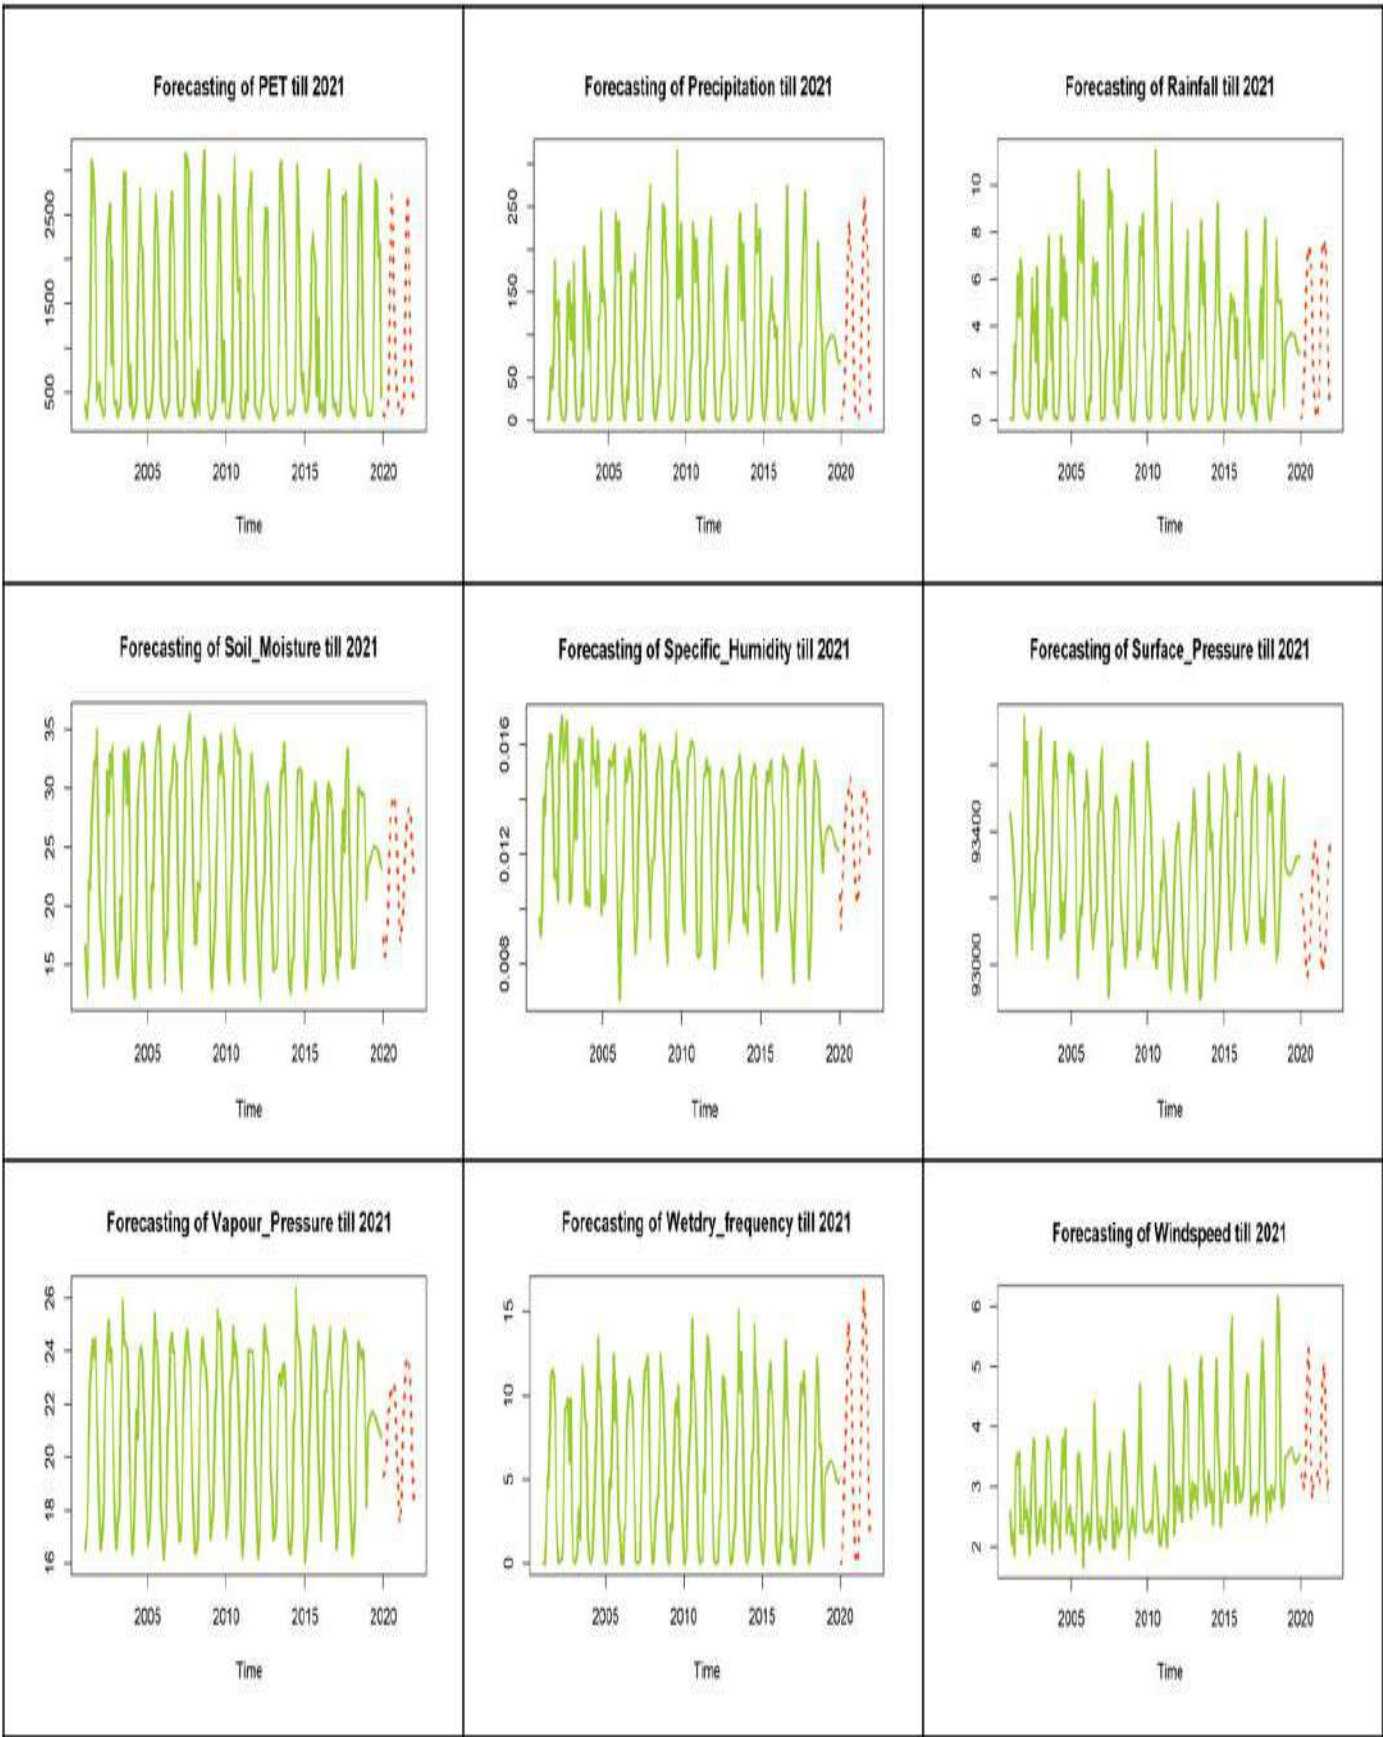 Forecasting of PET till 2021
500 1500 2500
2005 2010 2015 2020
Time
Forecasting of Precipitation till 2021
0 50 150 250
2005 2010 2015 2020
Time
Forecasting of Rainfall till 2021
0 2 4 6 8 10
2005 2010 2015 2020
Time
Forecasting of Soil_Moisture till 2021
15 20 25 30 35
2005 2010 2015 2020
Time
Forecasting of Specific_Humidity till 2021
0.008 0.012 0.016
2005 2010 2015 2020
Time
Forecasting of Surface_Pressure till 2021
93000 93400
2005 2010 2015 2020
Time
Forecasting of Vapour_Pressure till 2021
16 18 20 22 24 26
2005 2010 2015 2020
Time
Forecasting of Wetdry_frequency till 2021
0 5 10 15
2005 2010 2015 2020
Time
Forecasting of Windspeed till 2021
2 3 4 5 6
2005 2010 2015 2020
Time